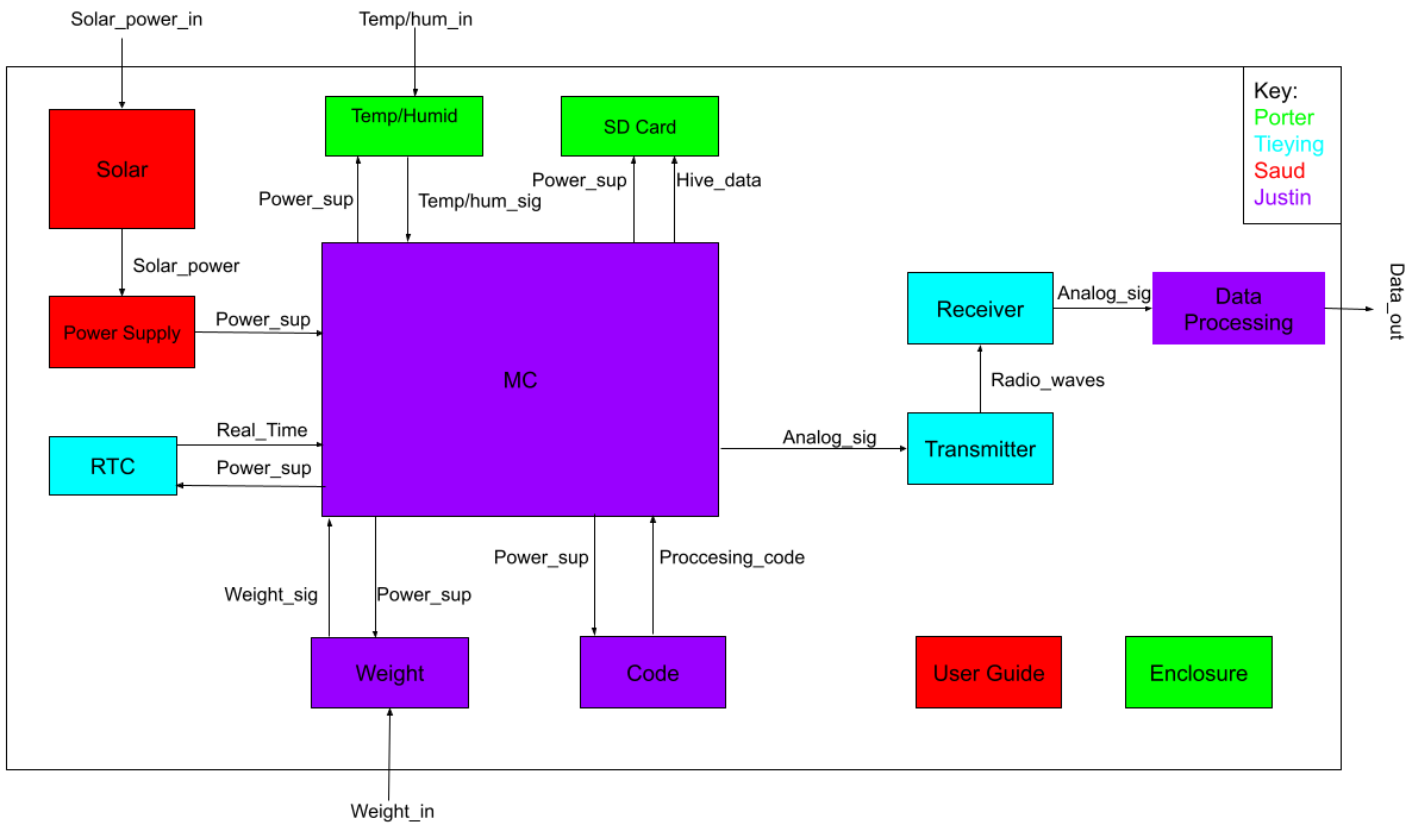 Solar_power_in
Temp/hum_in
Key:
Porter
Tieying
Saud
Justin
Temp/Humid
SD Card
Solar
Power_sup
Temp/hum_sig
Power_sup
Hive_data
Solar_power
Power Supply
Power_sup
MC
Receiver
Analog_sig
Data
Processing
Data_out
Radio_waves
RTC
Real_Time
Power_sup
Analog_sig
Transmitter
Weight_sig
Power_sup
Power_sup
Proccesing_code
Weight
Code
User Guide
Enclosure
Weight_in